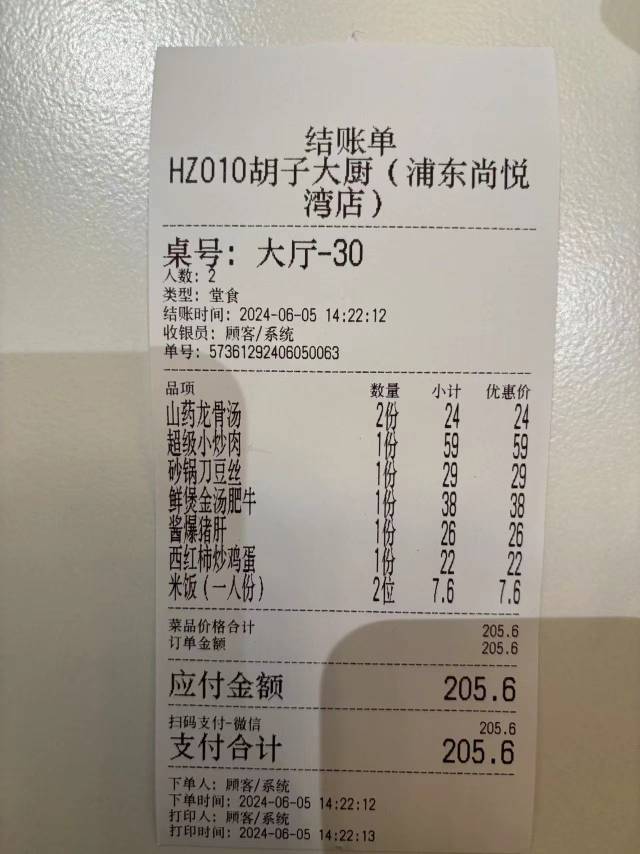 结账单
HZ010胡子大厨（浦东尚悦
湾店）
桌号: 大厅-30
人数: 2
类型: 堂食
结账时间: 2024-06-05 14:22:12
收银员: 顾客/系统
单号: 57361292406050063
品项 数量 小计 优惠价
山药龙骨汤 2份 24 24
超级小炒肉 1份 59 59
砂锅刀豆丝 1份 29 29
鲜煲金汤肥牛 1份 38 38
酱爆猪肝 1份 26 26
西红柿炒鸡蛋 1份 22 22
米饭（一人份） 2位 7.6 7.6
菜品价格合计 205.6
订单金额 205.6
应付金额 205.6
扫码支付-微信 205.6
支付合计 205.6
下单人: 顾客/系统
下单时间: 2024-06-05 14:22:12
打印人: 顾客/系统
打印时间: 2024-06-05 14:22:13